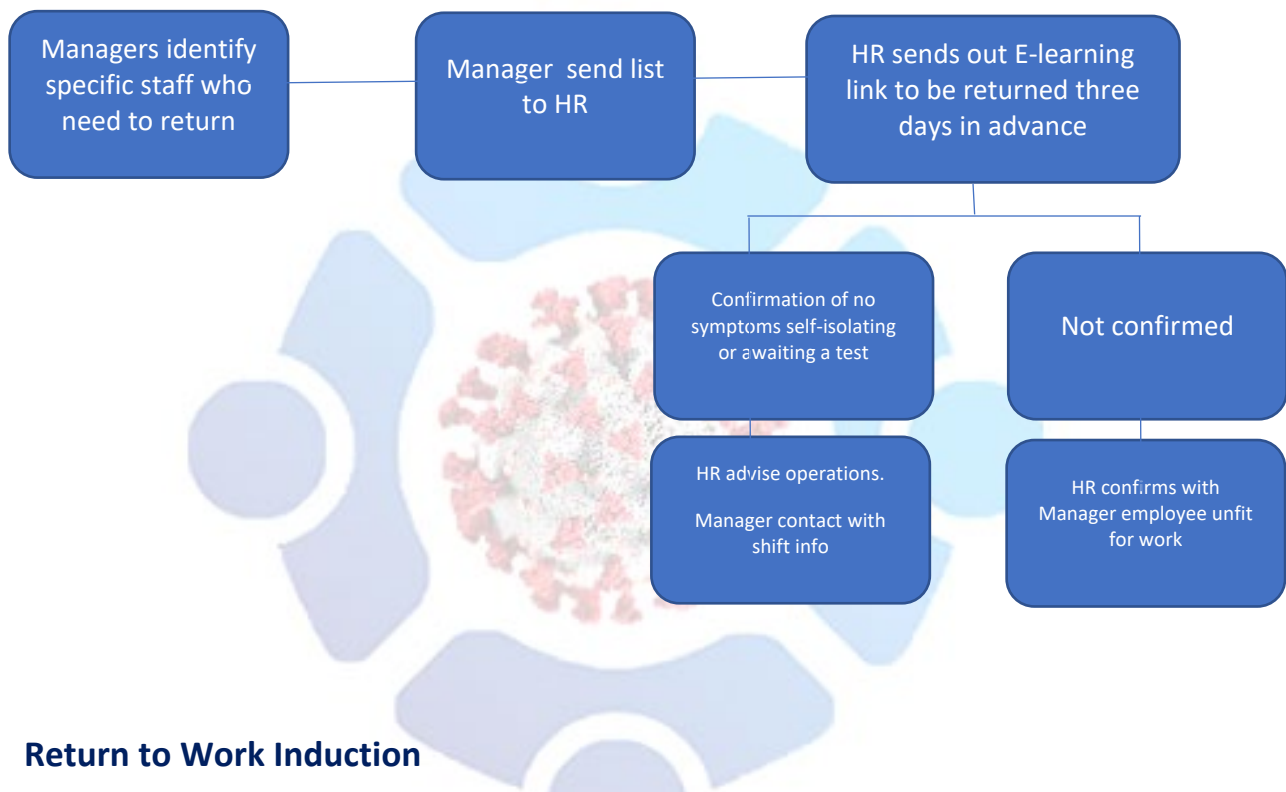 Managers identify
specific staff who
need to return
Manager send list
to HR
HR sends out E-learning
link to be returned three
days in advance
Confirmation of no
symptoms self-isolating
or awaiting a test
Not confirmed
HR advise operations.
Manager contact with
shift info
HR confirms with
Manager employee unfit
for work
Return to Work Induction